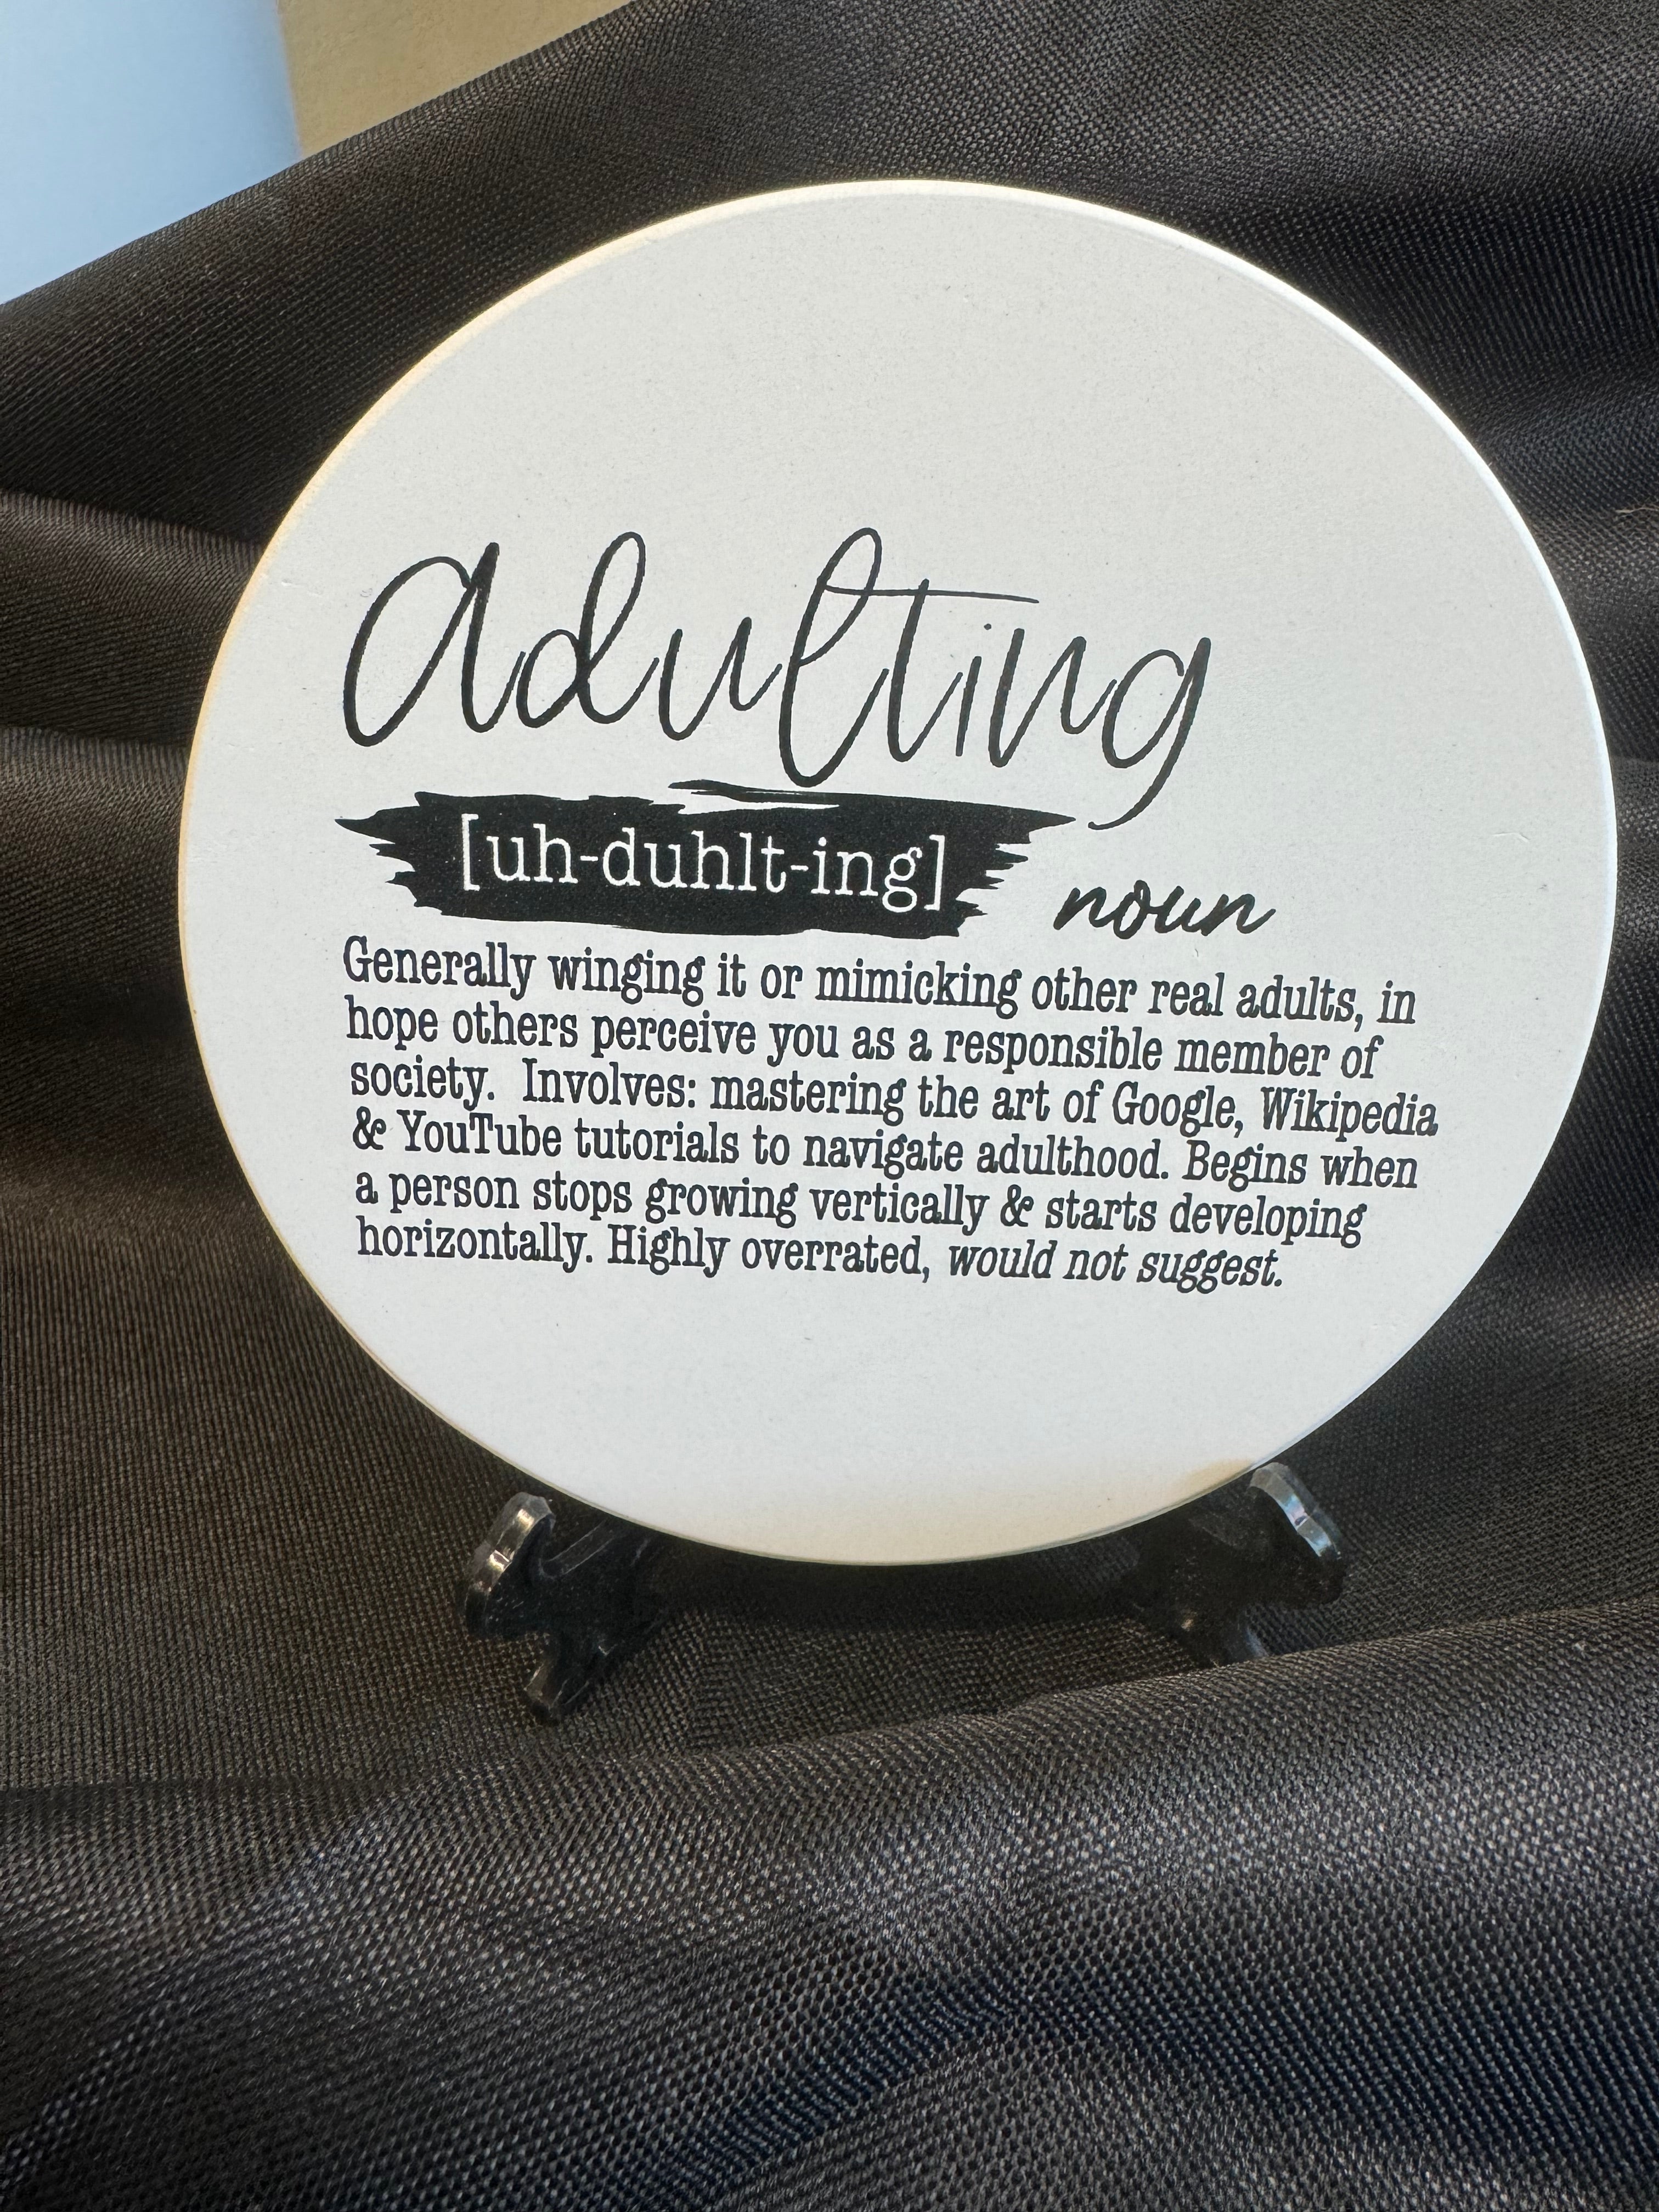 adulting
[uh-duhlt-ing]
noun
Generally winging it or mimicking other real adults, in
hope others perceive you as a responsible member of
society. Involves: mastering the art of Google, Wikipedia
& YouTube tutorials to navigate adulthood. Begins when
a person stops growing vertically & starts developing
horizontally. Highly overrated, would not suggest.